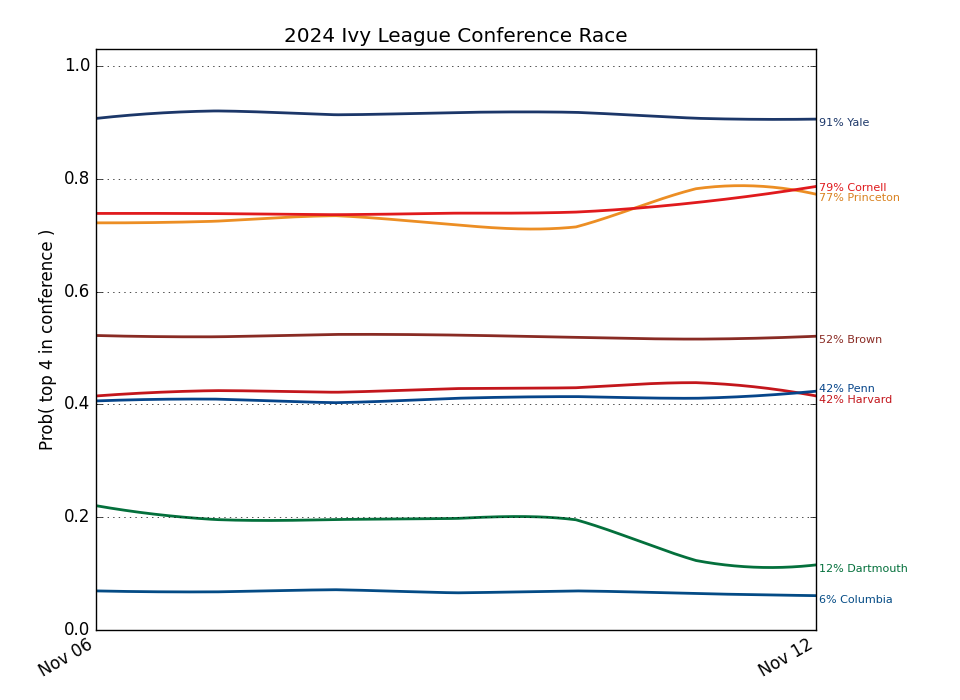 2024 Ivy League Conference Race
Prob( top 4 in conference )
1.0
0.8
0.6
0.4
0.2
0.0
91% Yale
79% Cornell
77% Princeton
52% Brown
42% Penn
42% Harvard
12% Dartmouth
6% Columbia
Nov 06
Nov 12